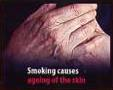 Smoking causes
ageing of the skin